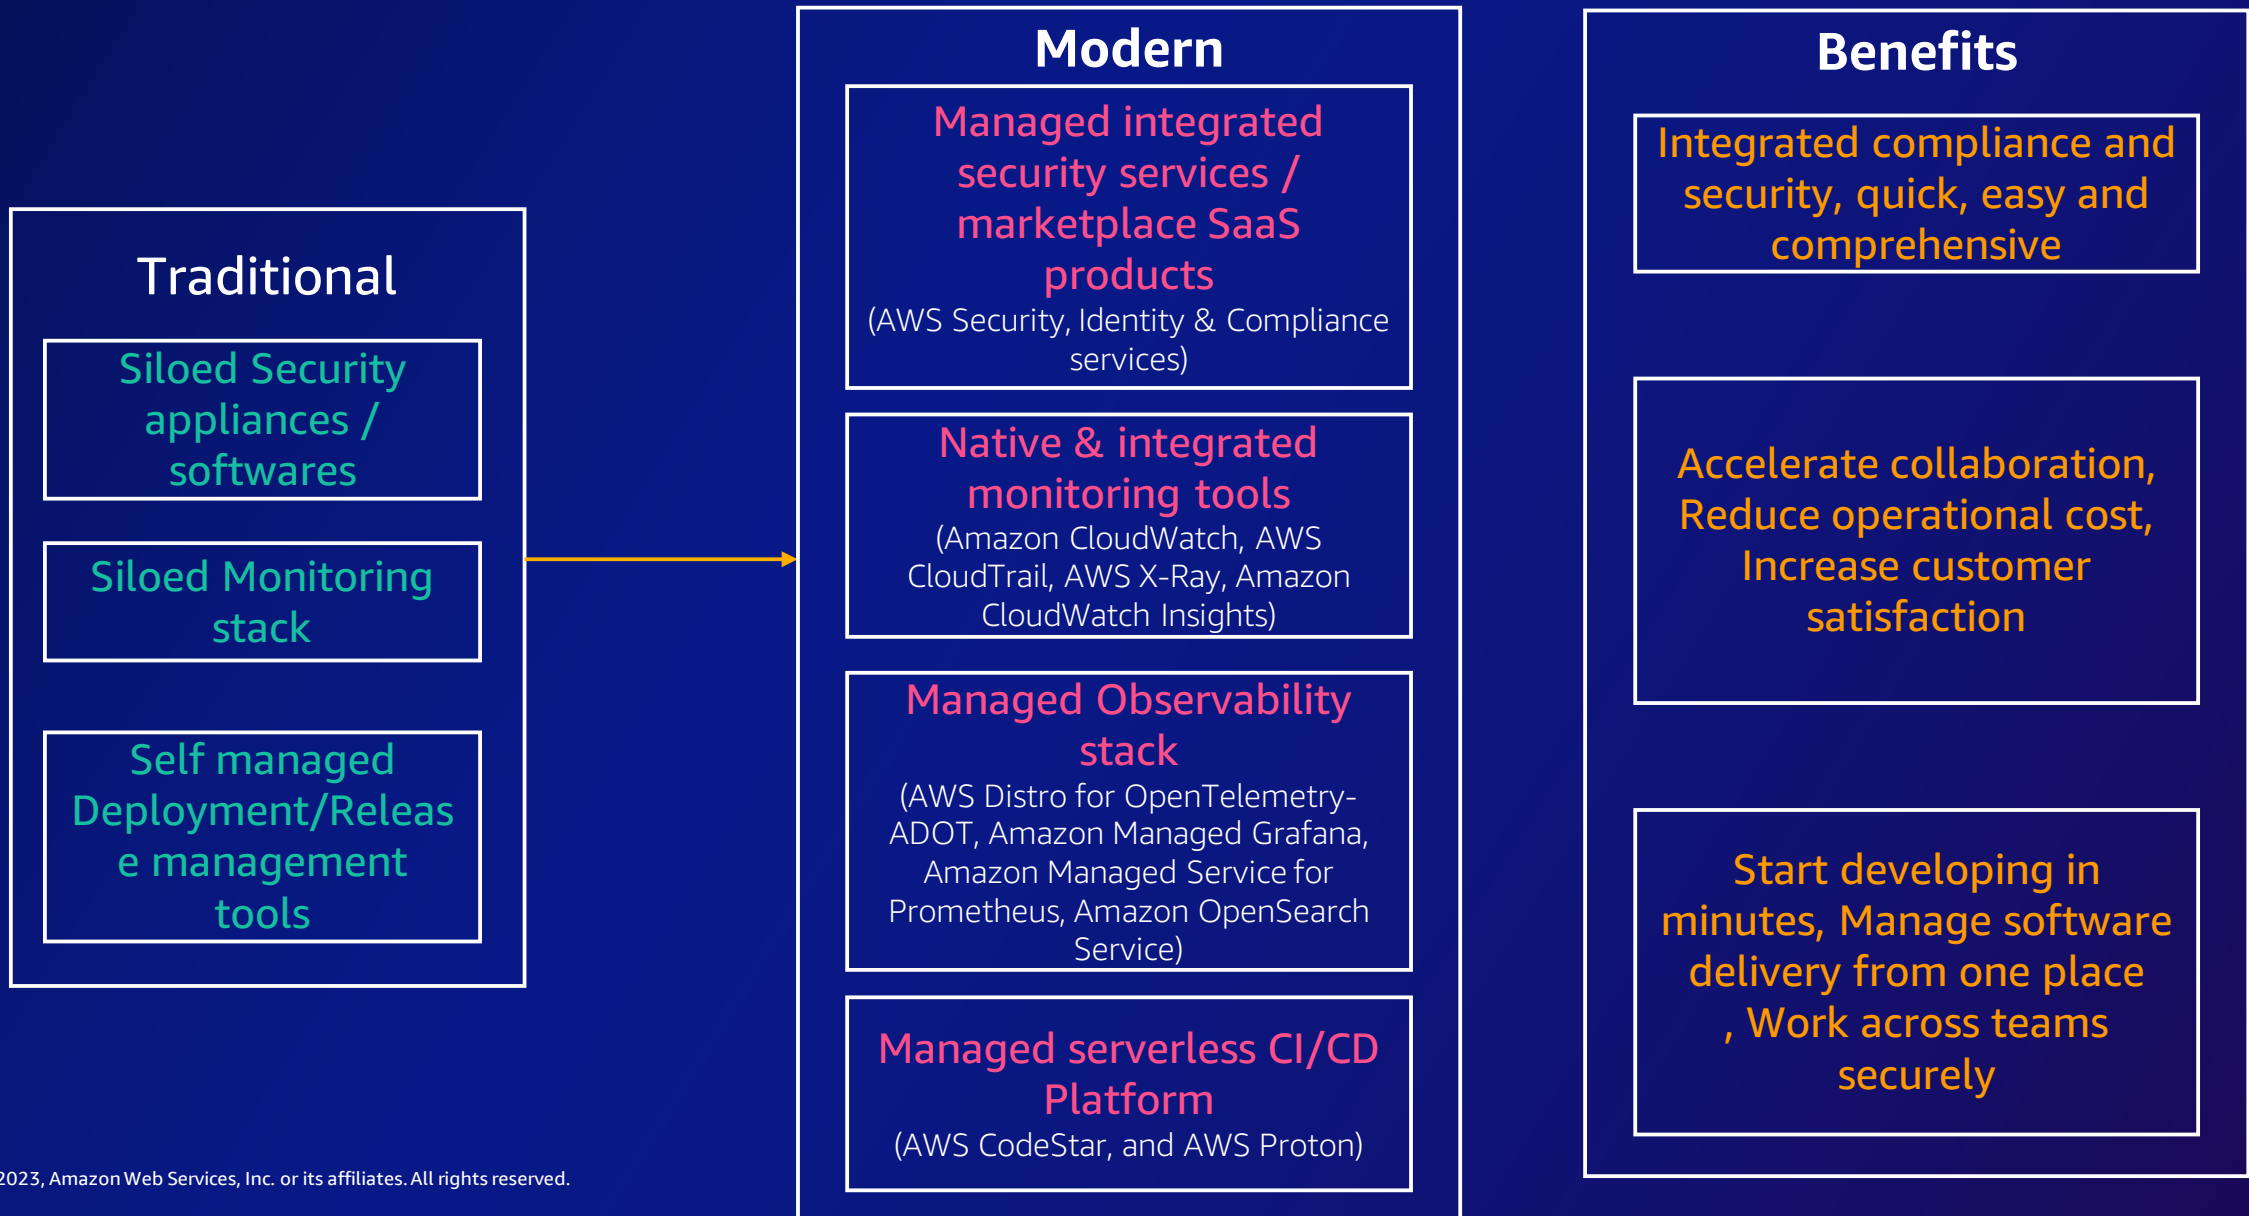 Traditional
Siloed Security
appliances /
softwares
Siloed Monitoring
stack
Self managed
Deployment/Releas
e management
tools
Modern
Managed integrated
security services /
marketplace SaaS
products
(AWS Security, Identity & Compliance
services)
Native & integrated
monitoring tools
(Amazon CloudWatch, AWS
CloudTrail, AWS X-Ray, Amazon
CloudWatch Insights)
Managed Observability
stack
(AWS Distro for OpenTelemetry-
ADOT, Amazon Managed Grafana,
Amazon Managed Service for
Prometheus, Amazon OpenSearch
Service)
Managed serverless CI/CD
Platform
(AWS CodeStar, and AWS Proton)
Benefits
Integrated compliance and
security, quick, easy and
comprehensive
Accelerate collaboration,
Reduce operational cost,
Increase customer
satisfaction
Start developing in
minutes, Manage software
delivery from one place
, Work across teams
securely
2023, Amazon Web Services, Inc. or its affiliates. All rights reserved.